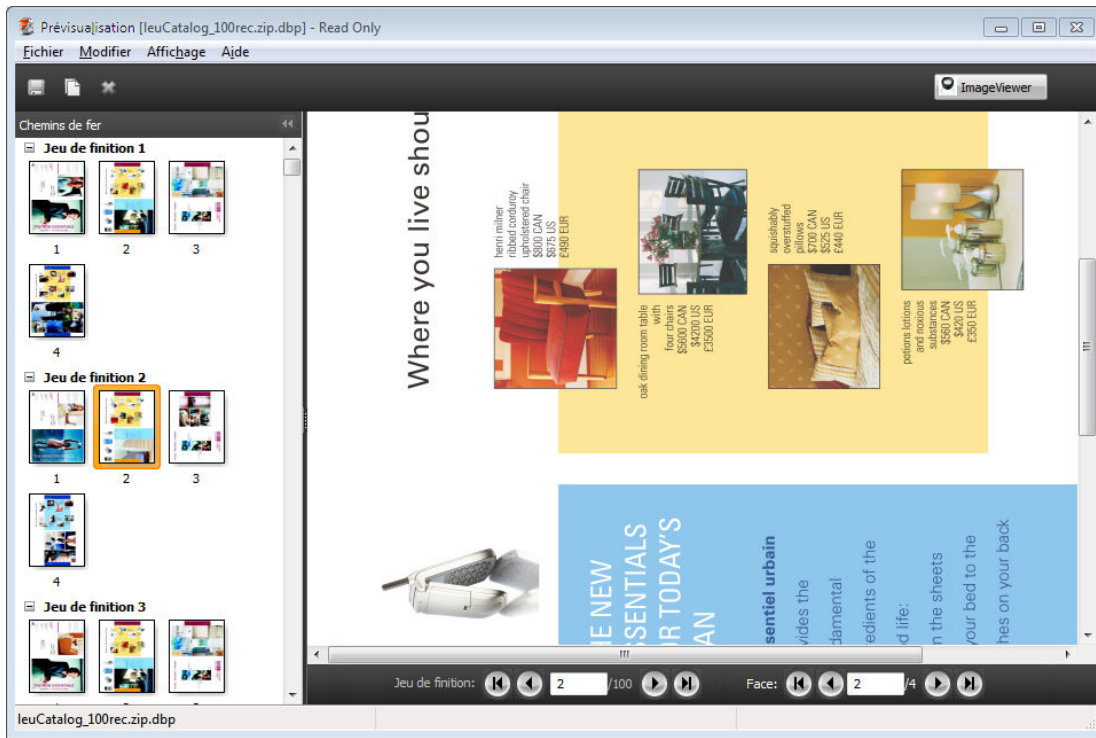 Prévisualisation [leuCatalog_100rec.zip.dbp] - Read Only
Fichier Modifier Affichage Aide
ImageViewer
Chemins de fer
Jeu de finition 1
1 2 3
4
Jeu de finition 2
1 2 3
4
Jeu de finition 3
Where you live shou
henri milner
ribbed corduroy
upholstered chair
$800 CAN
$675 US
£490 EUR
oak dining room table
with
four chairs
$5600 CAN
$4200 US
£3500 EUR
squishably
overstuffed
pillows
$700 CAN
$525 US
£440 EUR
potions lotions
and noxious
substances
$560 CAN
$420 US
£350 EUR
HE NEW
SSENTIALS
OR TODAY'S
AN
sentiel urbain
vides the
damental
edients of the
d life:
n the sheets
your bed to the
hes on your back
Jeu de finition: 2 /100 Face: 2 /4
leuCatalog_100rec.zip.dbp